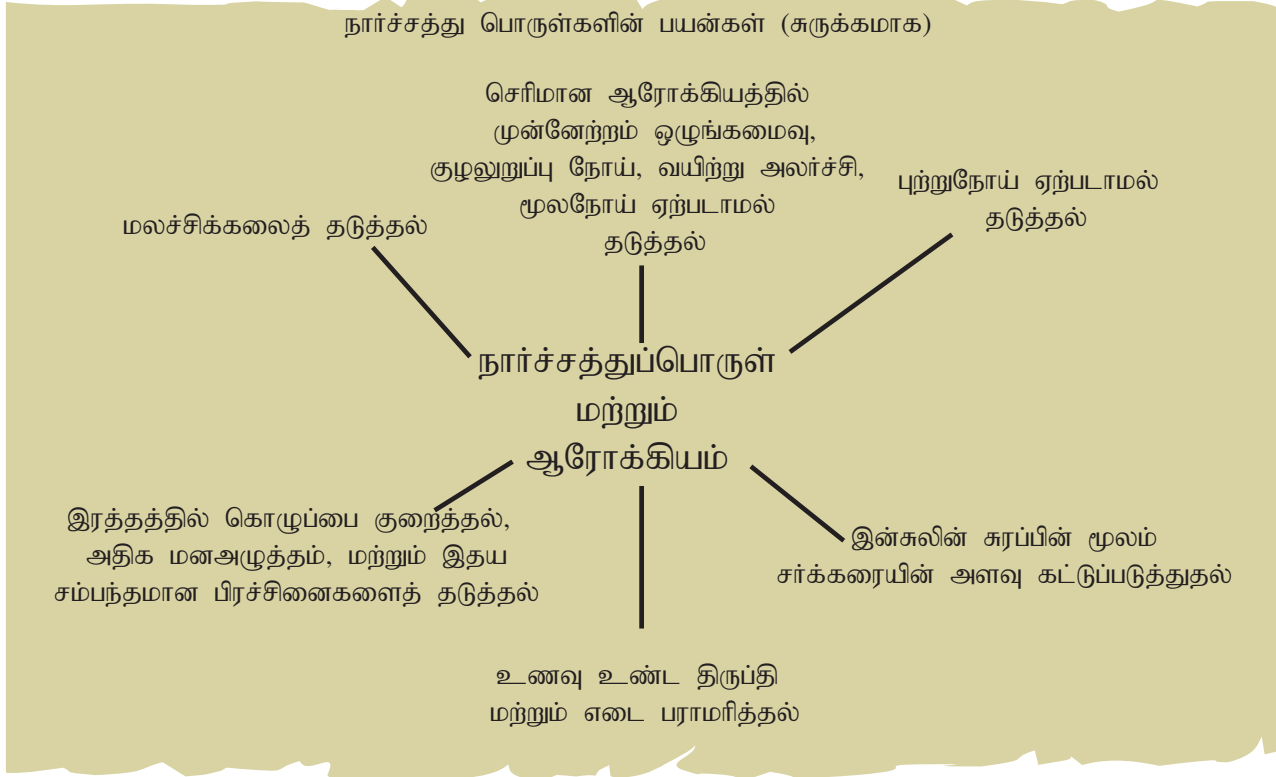 நார்ச்சத்து பொருள்களின் பயன்கள் (சுருக்கமாக)
செரிமான ஆரோக்கியத்தில்
முன்னேற்றம் ஒழுங்கமைவு,
குழலுறுப்பு நோய், வயிற்று அலர்ச்சி,
மூலநோய் ஏற்படாமல்
தடுத்தல்
புற்றுநோய் ஏற்படாமல்
தடுத்தல்
மலச்சிக்கலைத் தடுத்தல்
நார்ச்சத்துப்பொருள்
மற்றும்
ஆரோக்கியம்
இரத்தத்தில் கொழுப்பை குறைத்தல்,
அதிக மனஅழுத்தம், மற்றும் இதய
சம்பந்தமான பிரச்சினைகளைத் தடுத்தல்
இன்சுலின் சுரப்பின் மூலம்
சர்க்கரையின் அளவு கட்டுப்படுத்துதல்
உணவு உண்ட திருப்தி
மற்றும் எடை பராமரித்தல்